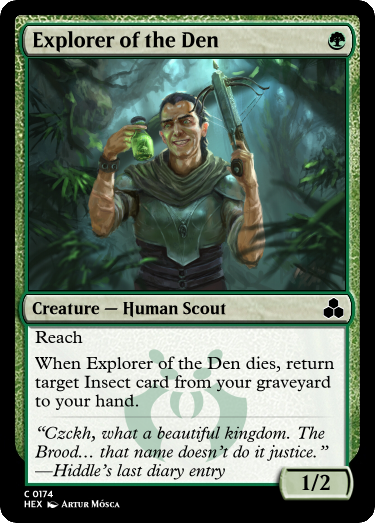 Explorer of the Den
Creature — Human Scout
Reach
When Explorer of the Den dies, return
target Insect card from your graveyard
to your hand.
“Czckh, what a beautiful kingdom. The
Brood… that name doesn’t do it justice.”
—Hiddle’s last diary entry
1/2
C 0174
HEX Artur Mósca